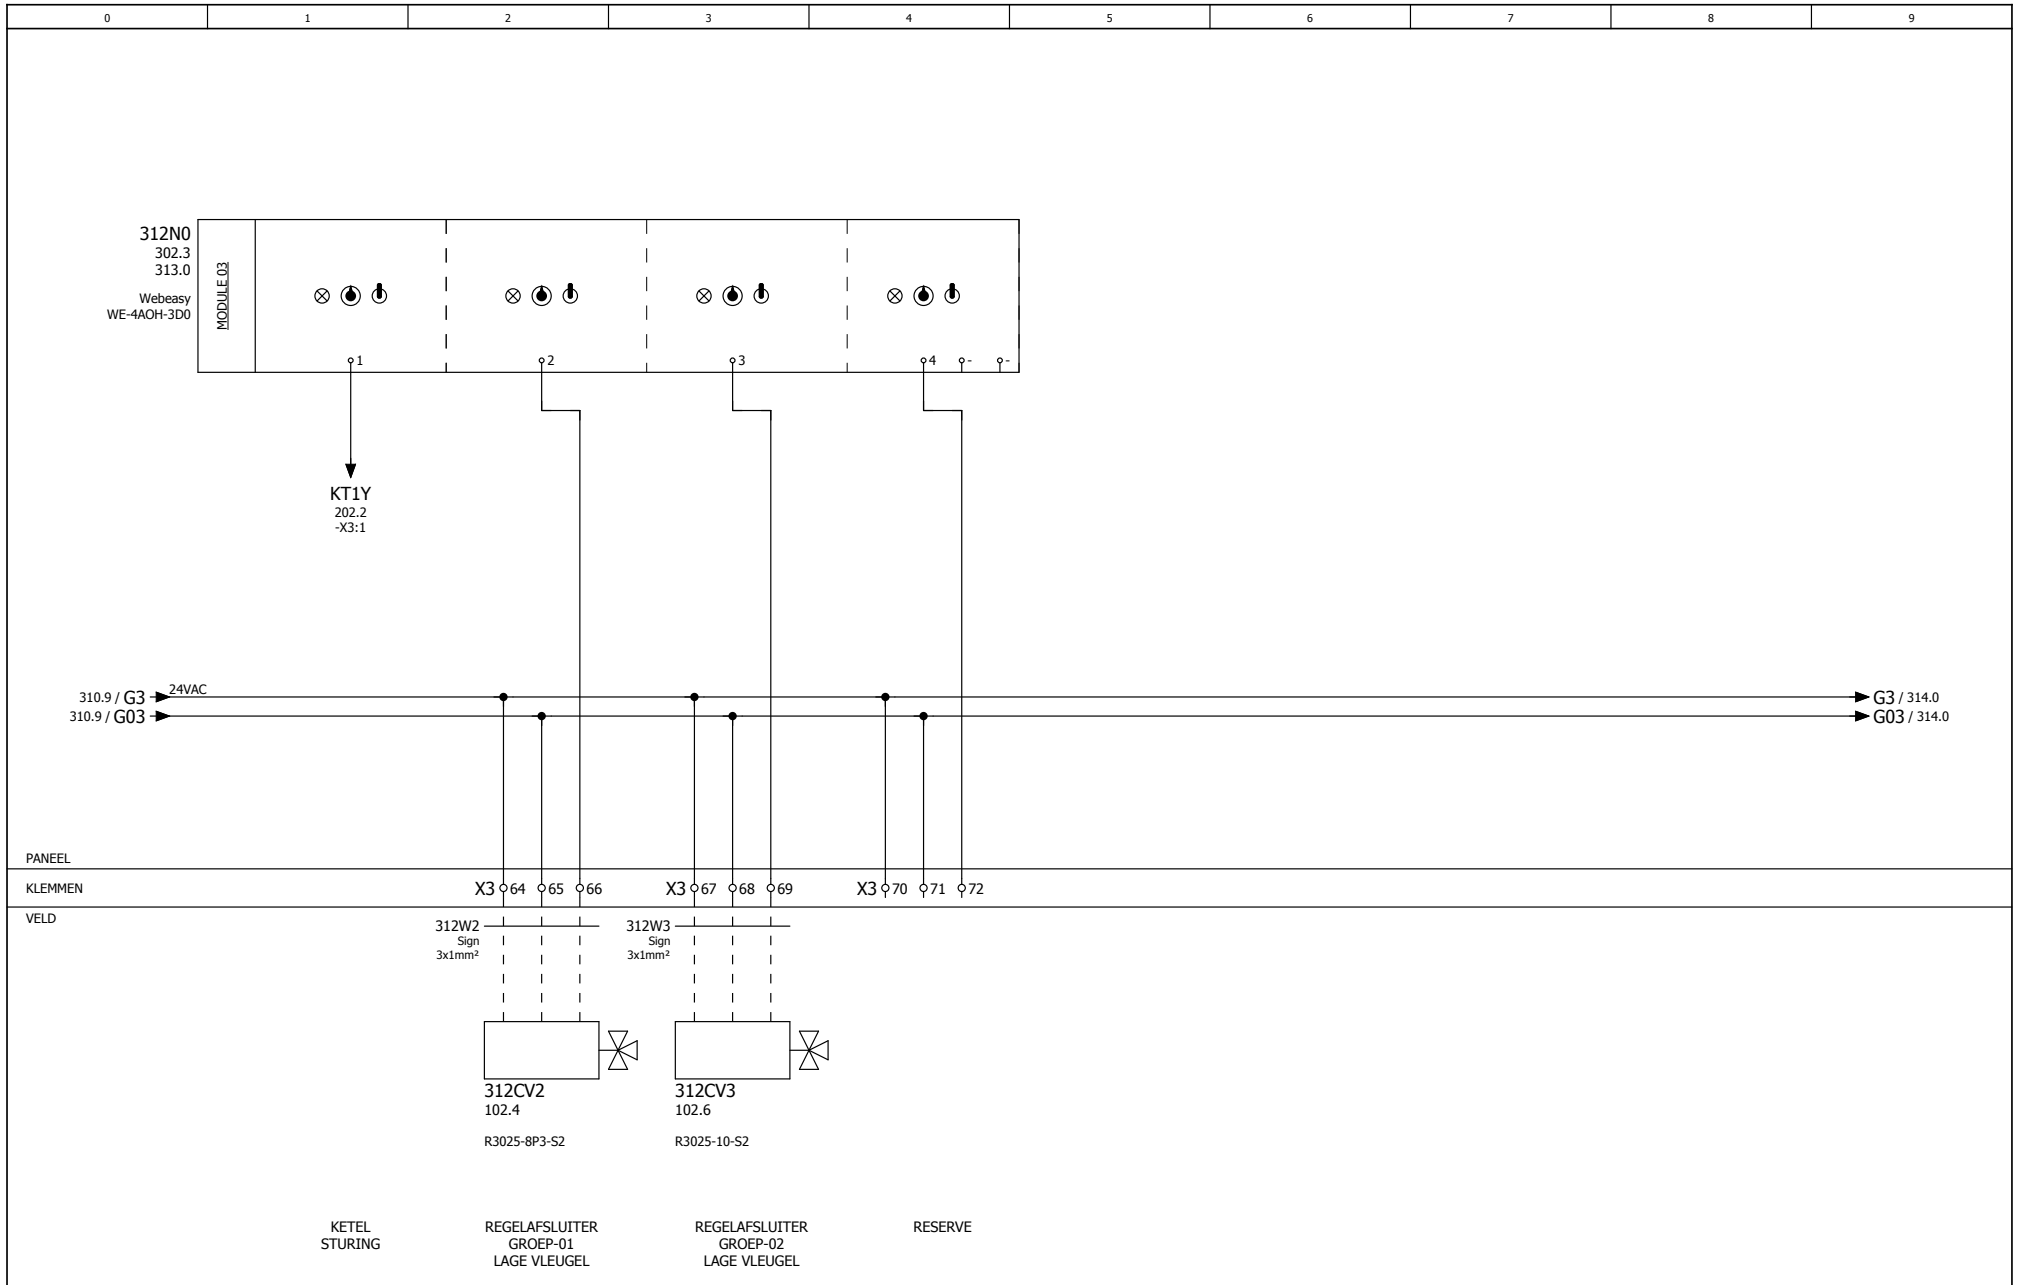 0 1 2 3 4 5 6 7 8 9
312N0
302.3
313.0
Webeasy
WE-4AOH-3D0
MODULE 03
1 2 3 4 - -
KT1Y
202.2
-X3:1
310.9 / G3 24VAC G3 / 314.0
310.9 / G03 G03 / 314.0
PANEEL
KLEMMEN X3 64 65 66 X3 67 68 69 X3 70 71 72
VELD
312W2
Sign
3x1mm²
312W3
Sign
3x1mm²
312CV2
102.4
R3025-8P3-S2
312CV3
102.6
R3025-10-S2
KETEL
STURING
REGELAFSLUITER
GROEP-01
LAGE VLEUGEL
REGELAFSLUITER
GROEP-02
LAGE VLEUGEL
RESERVE